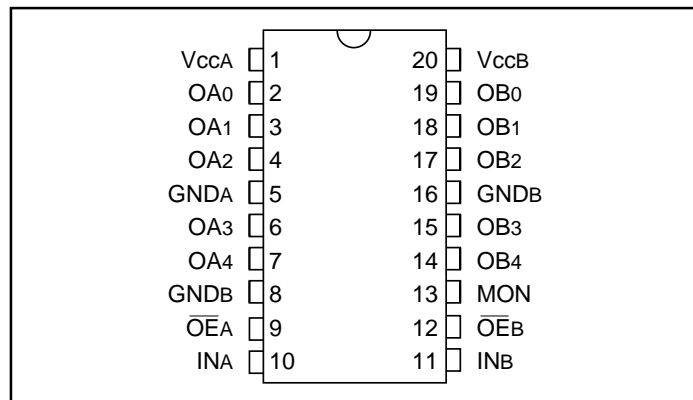 VccA 1 20 VccB
OA0 2 19 OB0
OA1 3 18 OB1
OA2 4 17 OB2
GNDA 5 16 GNDB
OA3 6 15 OB3
OA4 7 14 OB4
GNDB 8 13 MON
O̅E̅A 9 12 O̅E̅B
INA 10 11 INB